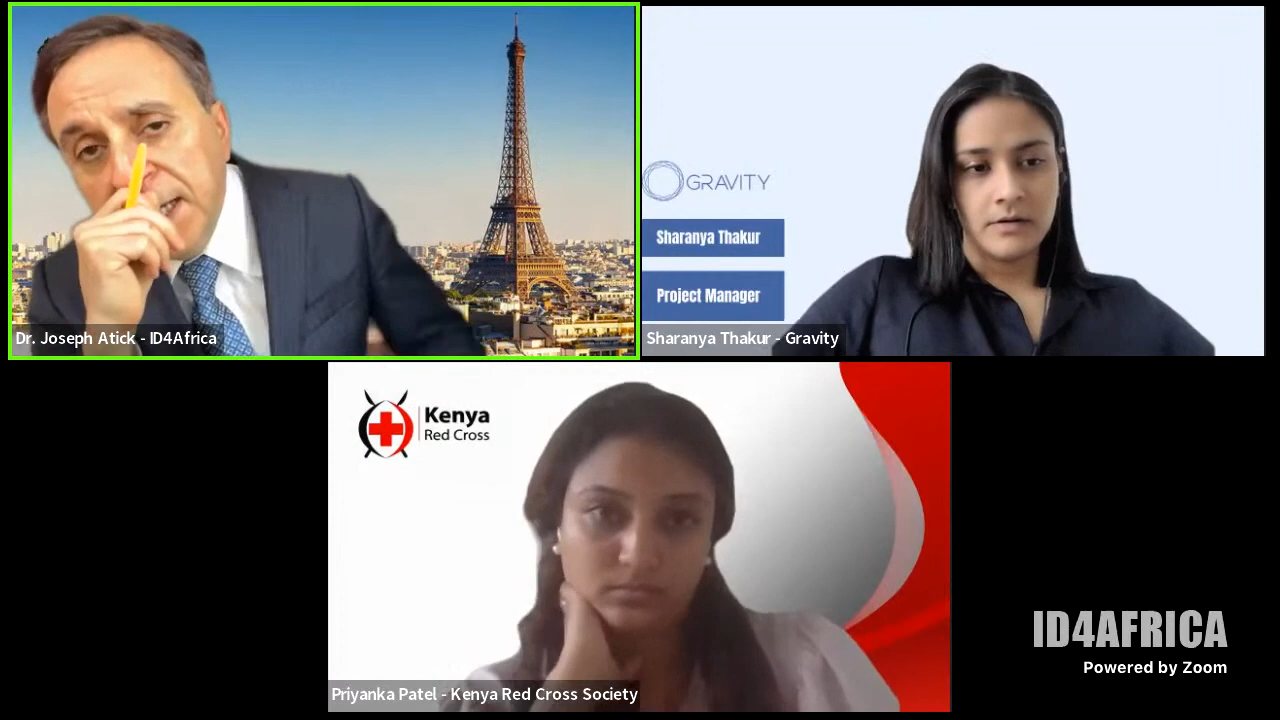 Dr. Joseph Atick - ID4Africa
GRAVITY
Sharanya Thakur
Project Manager
Sharanya Thakur - Gravity
Kenya
Red Cross
Priyanka Patel - Kenya Red Cross Society
ID4AFRICA
Powered by Zoom